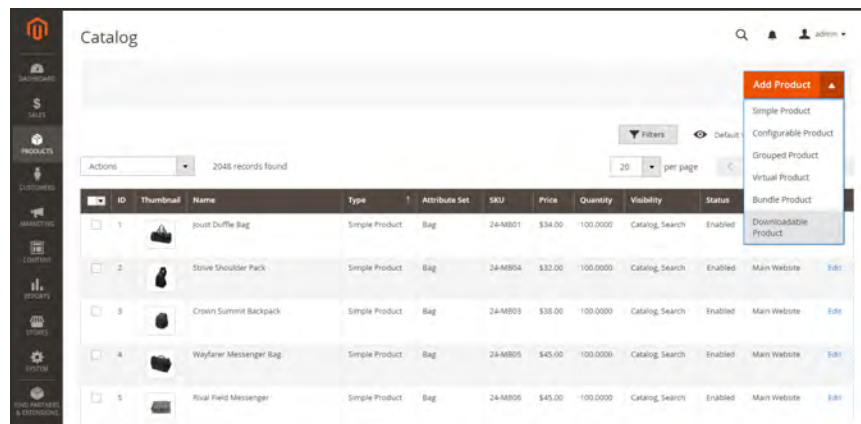 Catalog
admin
DASHBOARD
SALES
PRODUCTS
CUSTOMERS
MARKETING
CONTENT
REPORTS
STORES
SYSTEM
FIND PARTNERS
& EXTENSIONS
Add Product
Simple Product
Configurable Product
Grouped Product
Virtual Product
Bundle Product
Downloadable
Product
Filters Default
Actions 2048 records found 20 per page
ID Thumbnail Name Type Attribute Set SKU Price Quantity Visibility Status
1 Joust Duffle Bag Simple Product Bag 24-MB01 $34.00 100.0000 Catalog, Search Enabled
2 Strive Shoulder Pack Simple Product Bag 24-MB04 $32.00 100.0000 Catalog, Search Enabled Main Website Edit
3 Crown Summit Backpack Simple Product Bag 24-MB03 $38.00 100.0000 Catalog, Search Enabled Main Website Edit
4 Wayfarer Messenger Bag Simple Product Bag 24-MB05 $45.00 100.0000 Catalog, Search Enabled Main Website Edit
5 Rival Field Messenger Simple Product Bag 24-MB06 $45.00 100.0000 Catalog, Search Enabled Main Website Edit